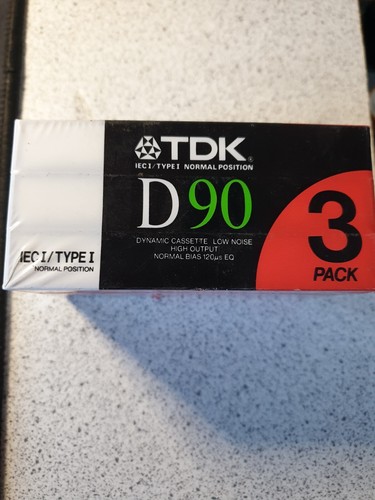 TDK®
IEC I / TYPE I NORMAL POSITION
D 90
DYNAMIC CASSETTE LOW NOISE
HIGH OUTPUT
NORMAL BIAS 120µs EQ
3
PACK
IEC I / TYPE I
NORMAL POSITION